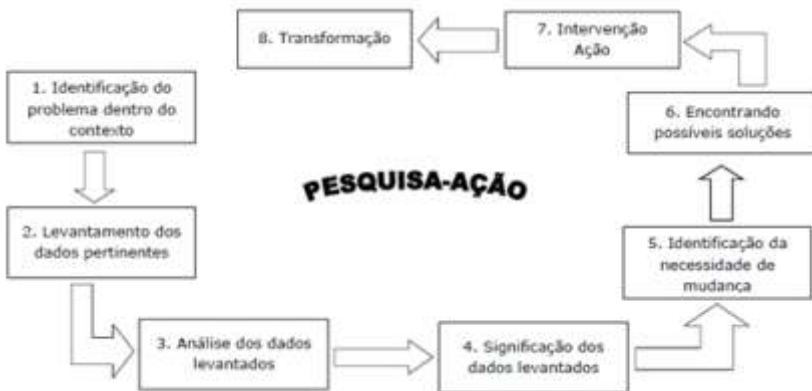 1. Identificação do
problema dentro do
contexto
2. Levantamento dos
dados pertinentes
3. Análise dos dados
levantados
4. Significação dos
dados levantados
5. Identificação da
necessidade de
mudança
6. Encontrando
possíveis soluções
7. Intervenção
Ação
8. Transformação
PESQUISA-AÇÃO